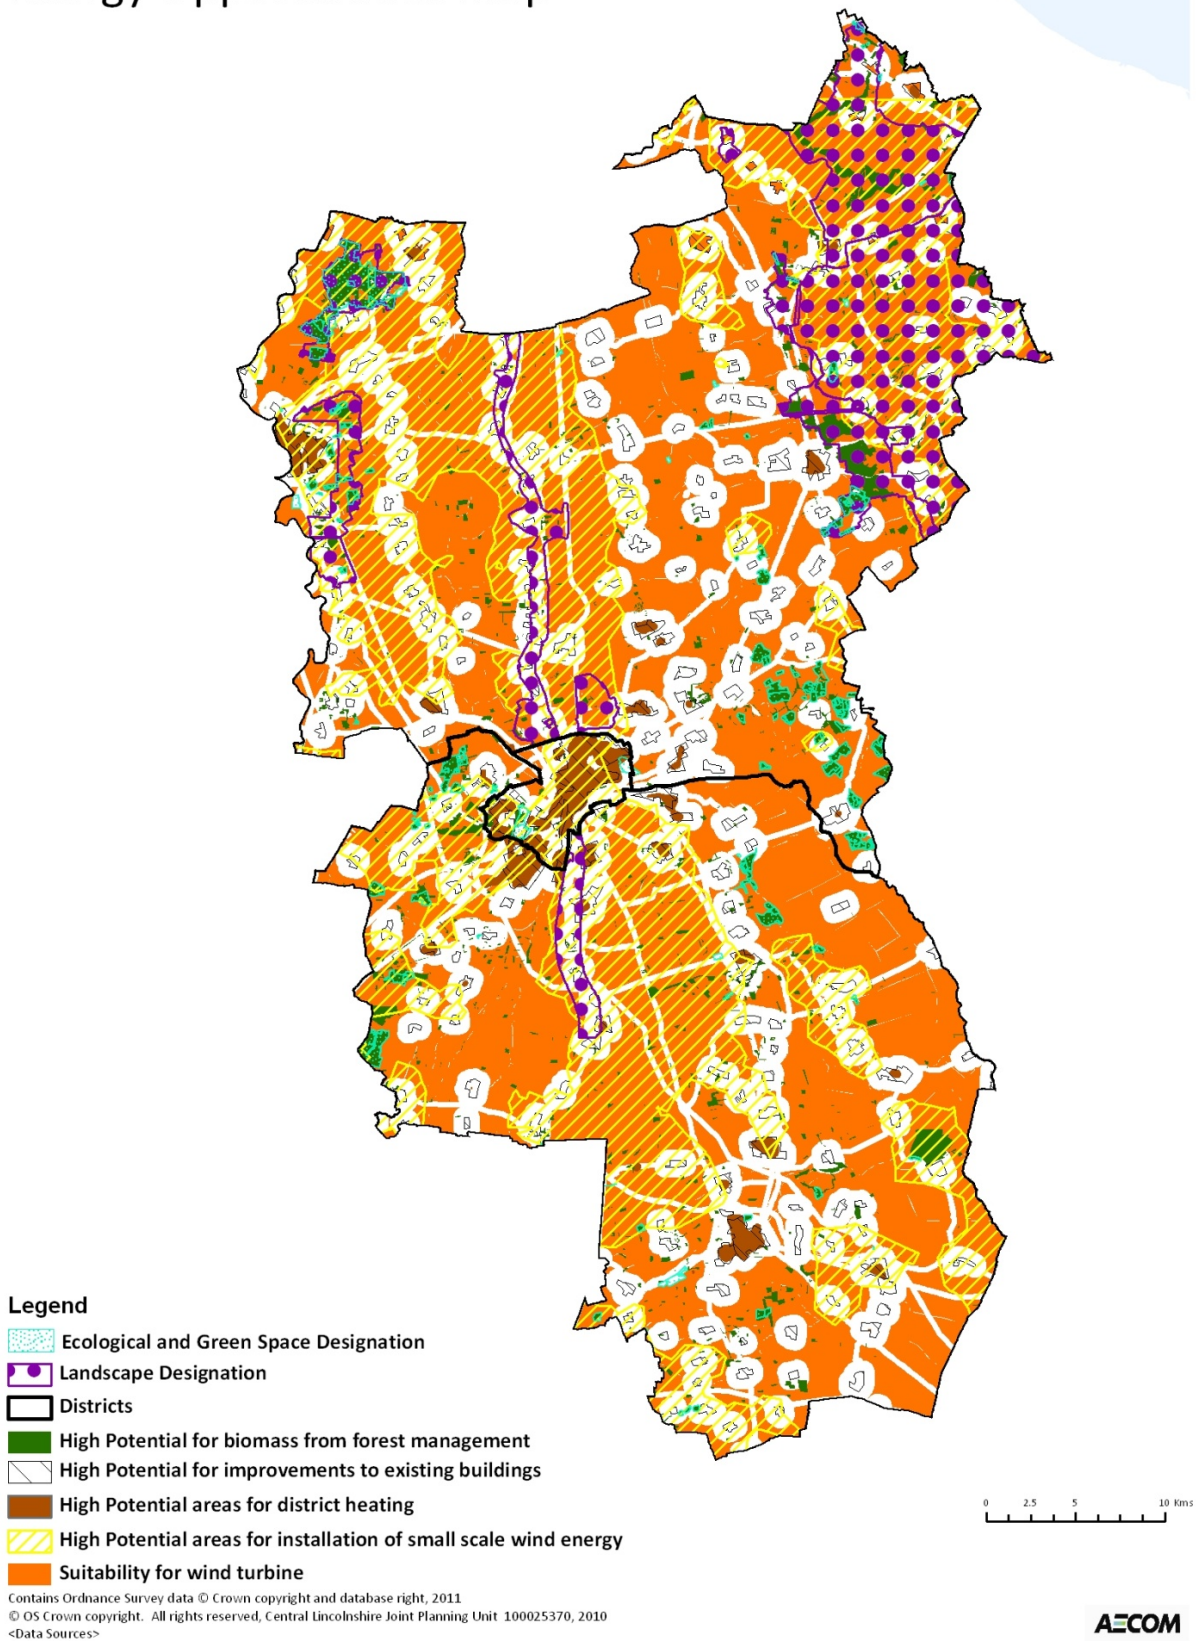 Legend
Ecological and Green Space Designation
Landscape Designation
Districts
High Potential for biomass from forest management
High Potential for improvements to existing buildings
High Potential areas for district heating
High Potential areas for installation of small scale wind energy
Suitability for wind turbine
0 2.5 5 10 Kms
Contains Ordnance Survey data © Crown copyright and database right, 2011
© OS Crown copyright. All rights reserved, Central Lincolnshire Joint Planning Unit 100025370, 2010
<Data Sources>
AECOM